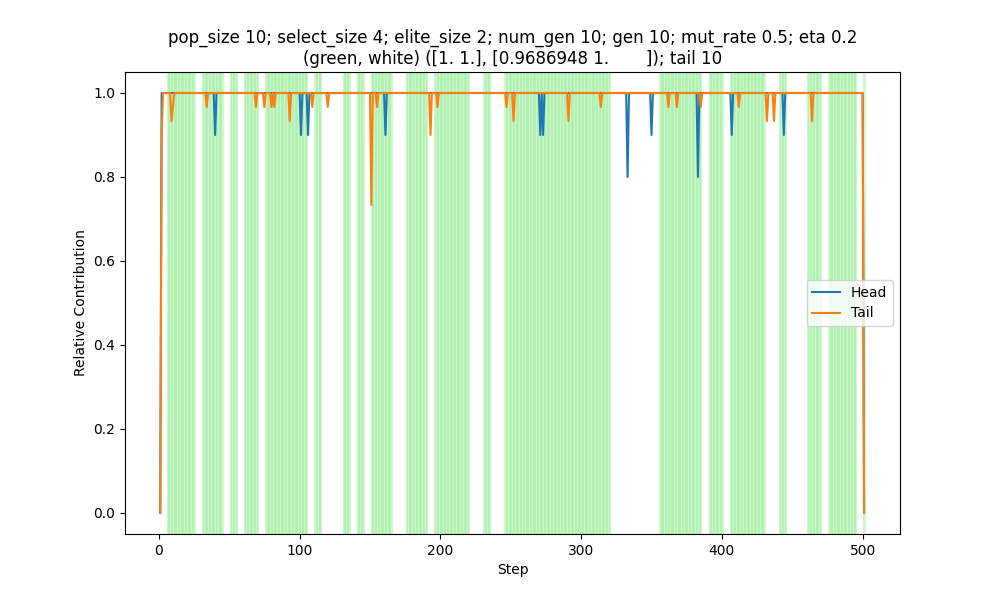 pop_size 10; select_size 4; elite_size 2; num_gen 10; gen 10; mut_rate 0.5; eta 0.2
(green, white) ([1. 1.], [0.9686948 1.        ]); tail 10
1.0
0.8
0.6
0.4
0.2
0.0
Relative Contribution
Head
Tail
0
100
200
300
400
500
Step